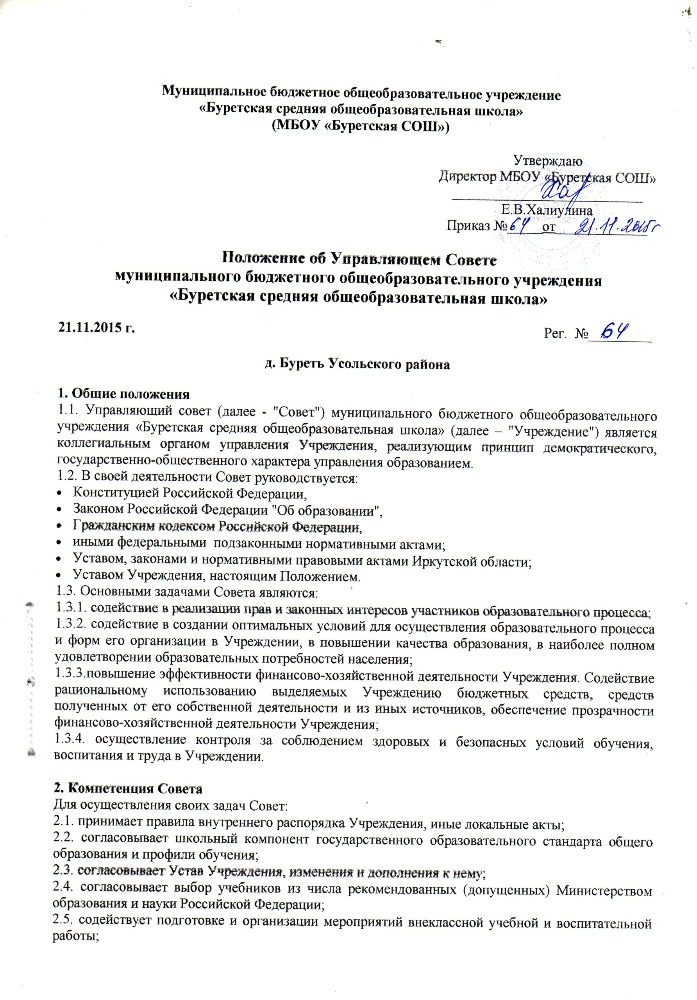 Муниципальное бюджетное общеобразовательное учреждение
«Буретская средняя общеобразовательная школа»
(МБОУ «Буретская СОШ»)
Утверждаю
Директор МБОУ «Буретская СОШ»
Е.В.Халиулина
Приказ № 64 от 21.11.2015г
Положение об Управляющем Совете
муниципального бюджетного общеобразовательного учреждения
«Буретская средняя общеобразовательная школа»
21.11.2015 г.
Рег. № 64
д. Буреть Усольского района
1. Общие положения
1.1. Управляющий совет (далее - "Совет") муниципального бюджетного общеобразовательного
учреждения «Буретская средняя общеобразовательная школа» (далее – "Учреждение") является
коллегиальным органом управления Учреждения, реализующим принцип демократического,
государственно-общественного характера управления образованием.
1.2. В своей деятельности Совет руководствуется:
• Конституцией Российской Федерации,
• Законом Российской Федерации "Об образовании",
• Гражданским кодексом Российской Федерации,
• иными федеральными подзаконными нормативными актами;
• Уставом, законами и нормативными правовыми актами Иркутской области;
• Уставом Учреждения, настоящим Положением.
1.3. Основными задачами Совета являются:
1.3.1. содействие в реализации прав и законных интересов участников образовательного процесса;
1.3.2. содействие в создании оптимальных условий для осуществления образовательного процесса
и форм его организации в Учреждении, в повышении качества образования, в наиболее полном
удовлетворении образовательных потребностей населения;
1.3.3.повышение эффективности финансово-хозяйственной деятельности Учреждения. Содействие
рациональному использованию выделяемых Учреждению бюджетных средств, средств
полученных от его собственной деятельности и из иных источников, обеспечение прозрачности
финансово-хозяйственной деятельности Учреждения;
1.3.4. осуществление контроля за соблюдением здоровых и безопасных условий обучения,
воспитания и труда в Учреждении.
2. Компетенция Совета
Для осуществления своих задач Совет:
2.1. принимает правила внутреннего распорядка Учреждения, иные локальные акты;
2.2. согласовывает школьный компонент государственного образовательного стандарта общего
образования и профили обучения;
2.3. согласовывает Устав Учреждения, изменения и дополнения к нему;
2.4. согласовывает выбор учебников из числа рекомендованных (допущенных) Министерством
образования и науки Российской Федерации;
2.5. содействует подготовке и организации мероприятий внеклассной учебной и воспитательной
работы;